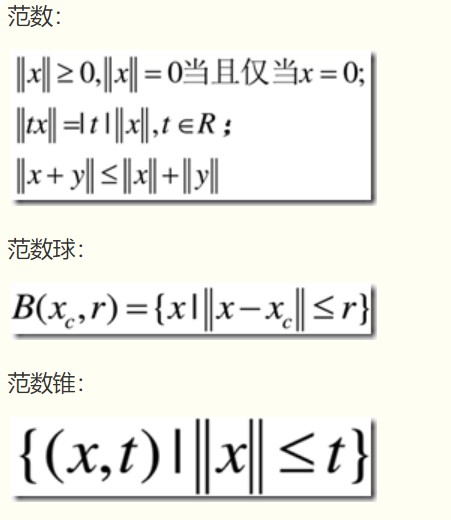 范数：
‖x‖ ≥ 0,‖x‖ = 0当且仅当x = 0;
‖tx‖ =| t | ‖x‖, t ∈ R；
‖x + y‖ ≤ ‖x‖ + ‖y‖
范数球：
B(x_c, r) = {x | ‖x − x_c‖ ≤ r}
范数锥：
{(x,t) | ‖x‖ ≤ t}